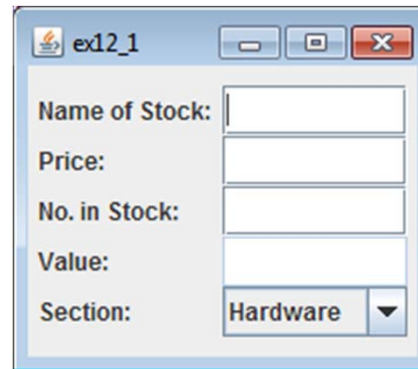 ex12_1
Name of Stock:
Price:
No. in Stock:
Value:
Section: Hardware